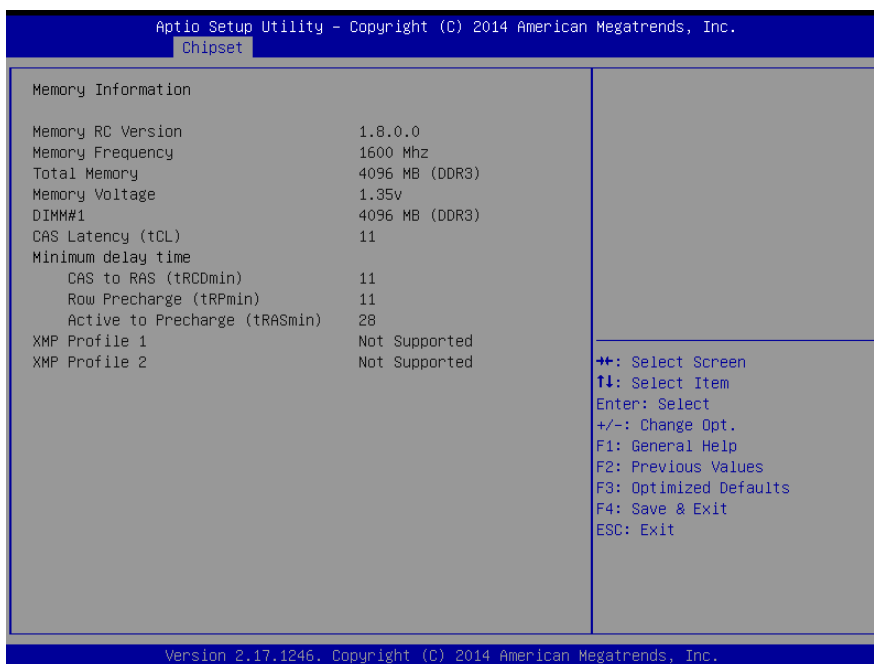 Aptio Setup Utility – Copyright (C) 2014 American Megatrends, Inc.
Chipset
Memory Information
Memory RC Version 1.8.0.0
Memory Frequency 1600 Mhz
Total Memory 4096 MB (DDR3)
Memory Voltage 1.35v
DIMM#1 4096 MB (DDR3)
CAS Latency (tCL) 11
Minimum delay time
CAS to RAS (tRCDmin) 11
Row Precharge (tRPmin) 11
Active to Precharge (tRASmin) 28
XMP Profile 1 Not Supported
XMP Profile 2 Not Supported
→←: Select Screen
↑↓: Select Item
Enter: Select
+/-: Change Opt.
F1: General Help
F2: Previous Values
F3: Optimized Defaults
F4: Save & Exit
ESC: Exit
Version 2.17.1246. Copyright (C) 2014 American Megatrends, Inc.